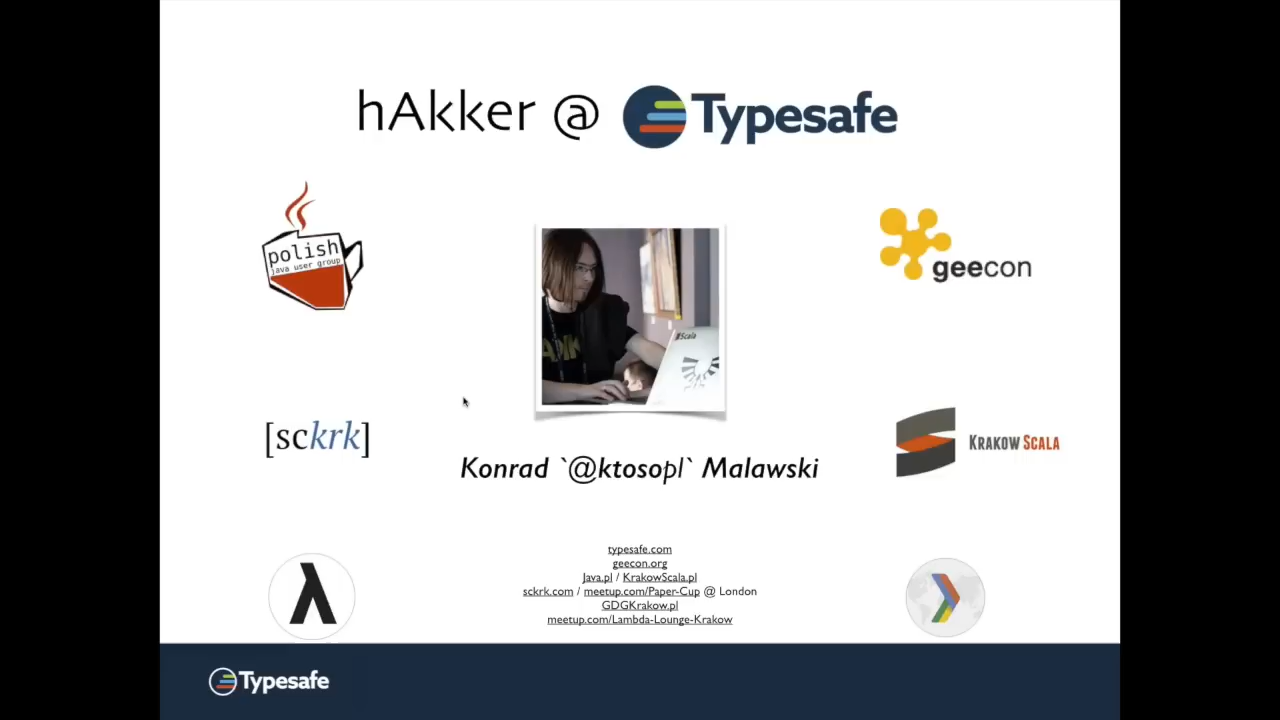 hAkker @ Typesafe
polish
java user group
geecon
#Scala
[sckrk]
KRAKOW SCALA
Konrad `@ktosopl` Malawski
typesafe.com
geecon.org
Java.pl / KrakowScala.pl
sckrk.com / meetup.com/Paper-Cup @ London
GDGKrakow.pl
meetup.com/Lambda-Lounge-Krakow
λ
Typesafe